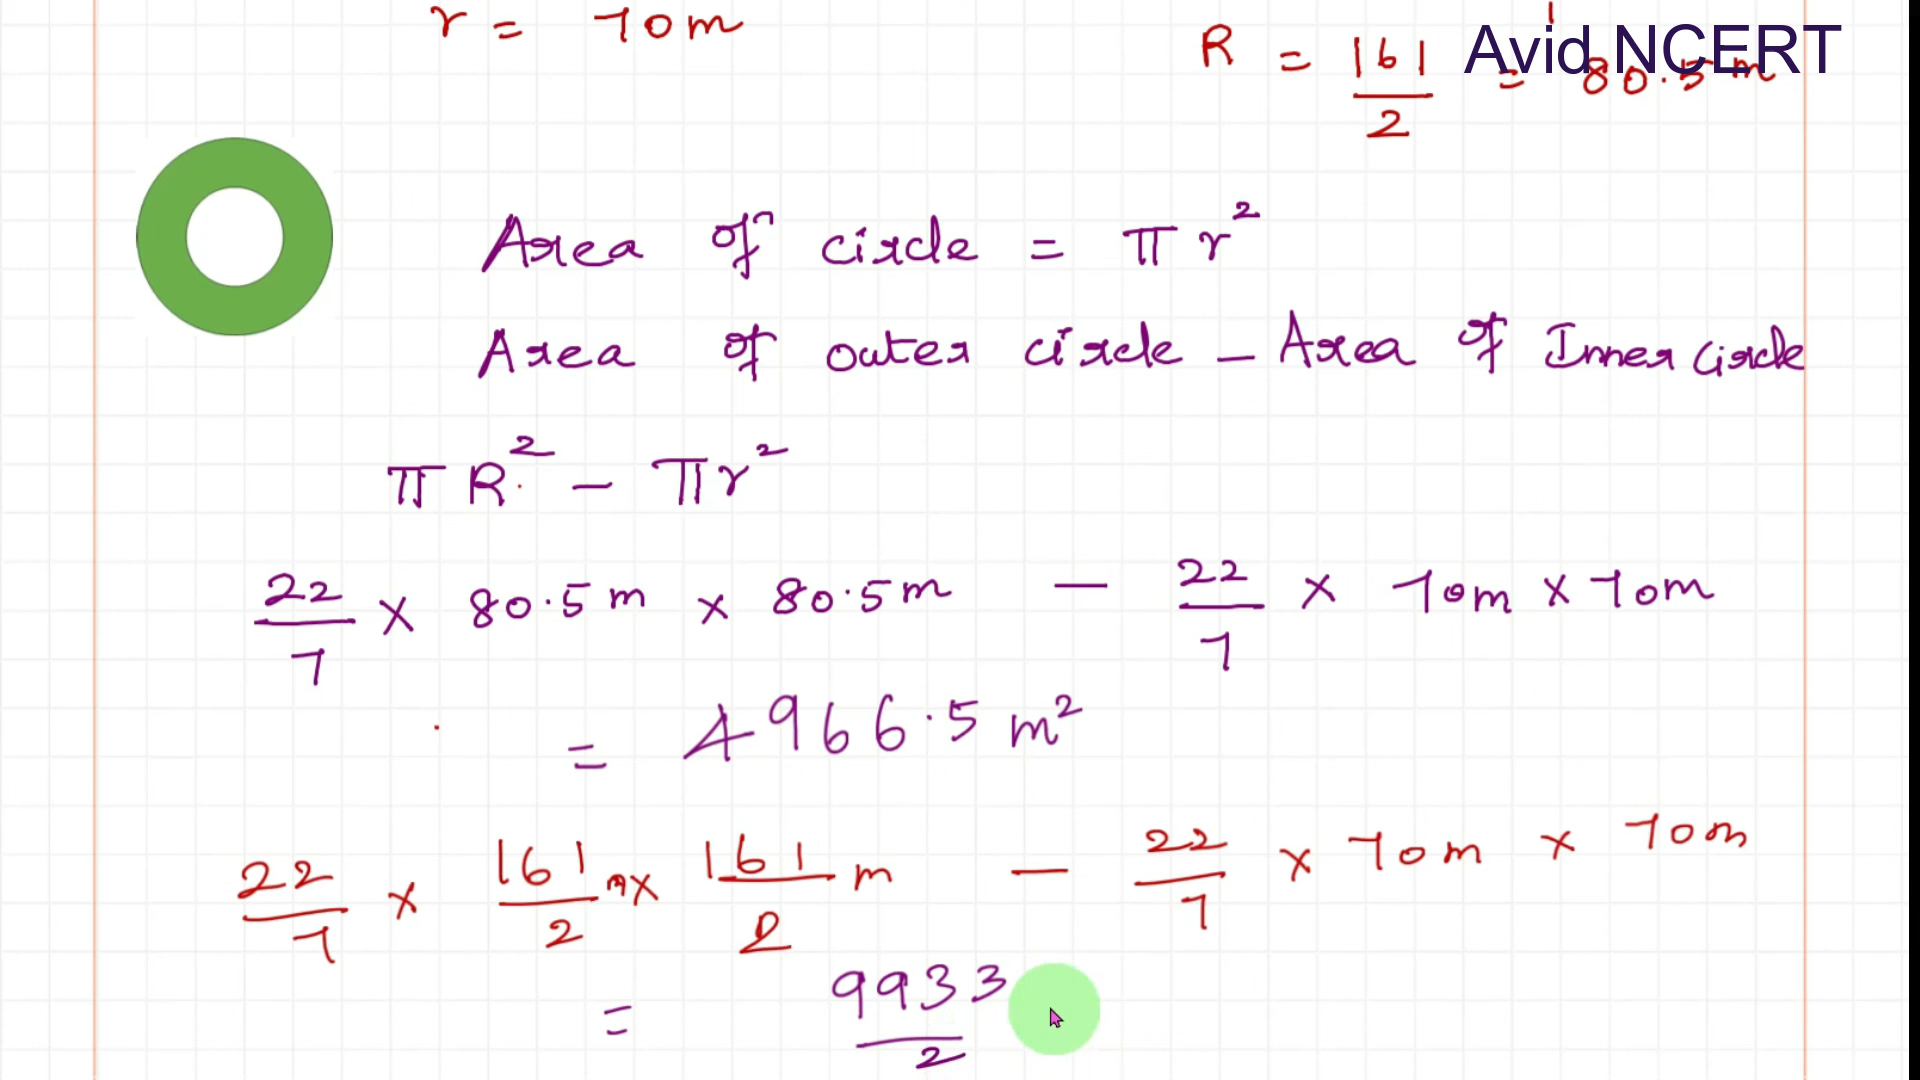 r = 70m
R = 161/2 = 80.5 m
Avid NCERT
Area of circle = πr²
Area of outer circle – Area of Inner Circle
πR² – πr²
22/7 × 80.5m × 80.5m – 22/7 × 70m × 70m
= 4966.5 m²
22/7 × 161/2 m × 161/2 m – 22/7 × 70m × 70m
= 9933/2